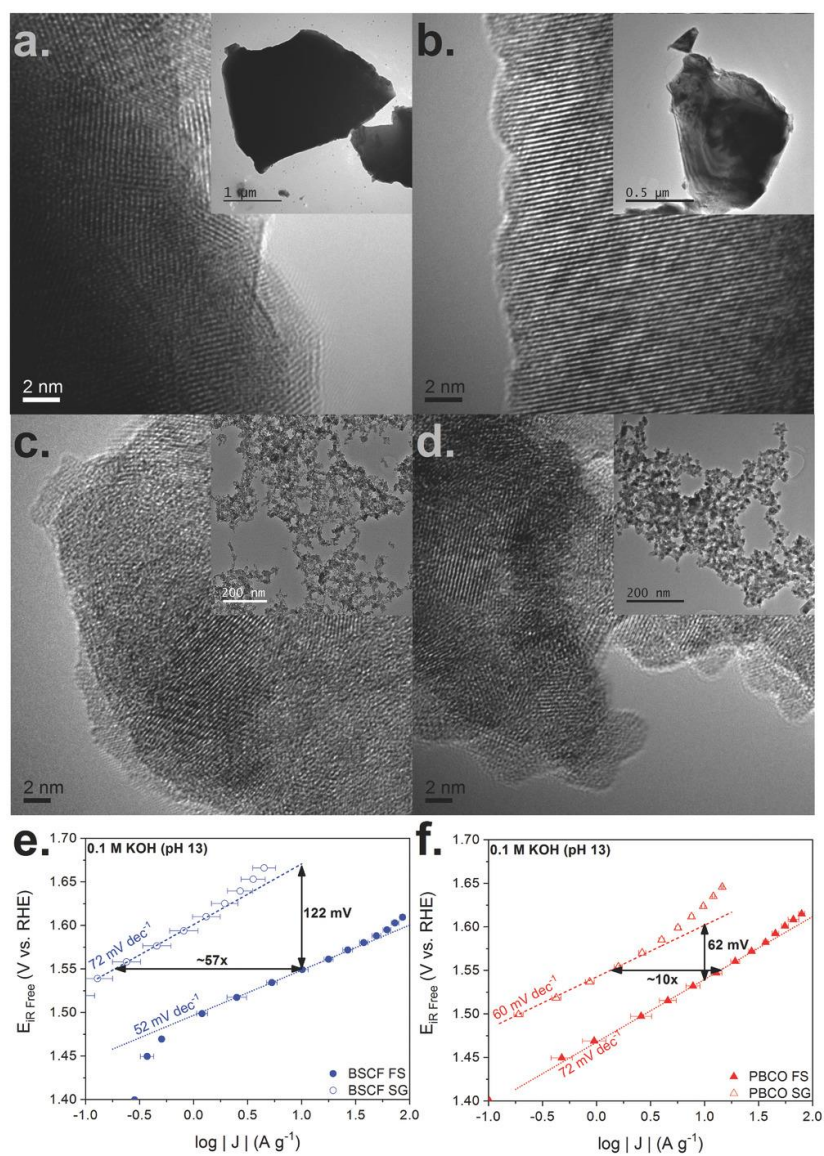 a.
1 µm
2 nm
b.
0.5 µm
2 nm
c.
200 nm
2 nm
d.
200 nm
2 nm
e.
0.1 M KOH (pH 13)
1.70
1.65
1.60
1.55
1.50
1.45
1.40
E_iR Free (V vs. RHE)
72 mV dec⁻¹
~57x
122 mV
52 mV dec⁻¹
BSCF FS
BSCF SG
-1.0 -0.5 0.0 0.5 1.0 1.5 2.0
log | J | (A g⁻¹)
f.
0.1 M KOH (pH 13)
1.70
1.65
1.60
1.55
1.50
1.45
1.40
E_iR Free (V vs. RHE)
60 mV dec⁻¹
~10x
62 mV
72 mV dec⁻¹
PBCO FS
PBCO SG
-1.0 -0.5 0.0 0.5 1.0 1.5 2.0
log | J | (A g⁻¹)